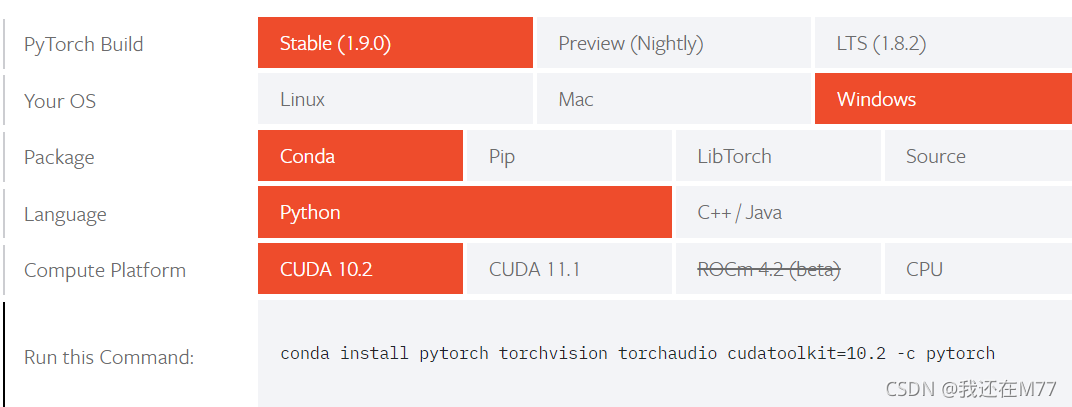 PyTorch Build Stable (1.9.0) Preview (Nightly) LTS (1.8.2)
Your OS Linux Mac Windows
Package Conda Pip LibTorch Source
Language Python C++ / Java
Compute Platform CUDA 10.2 CUDA 11.1 ROCm 4.2 (beta) CPU
Run this Command: conda install pytorch torchvision torchaudio cudatoolkit=10.2 -c pytorch
CSDN @我还在M77